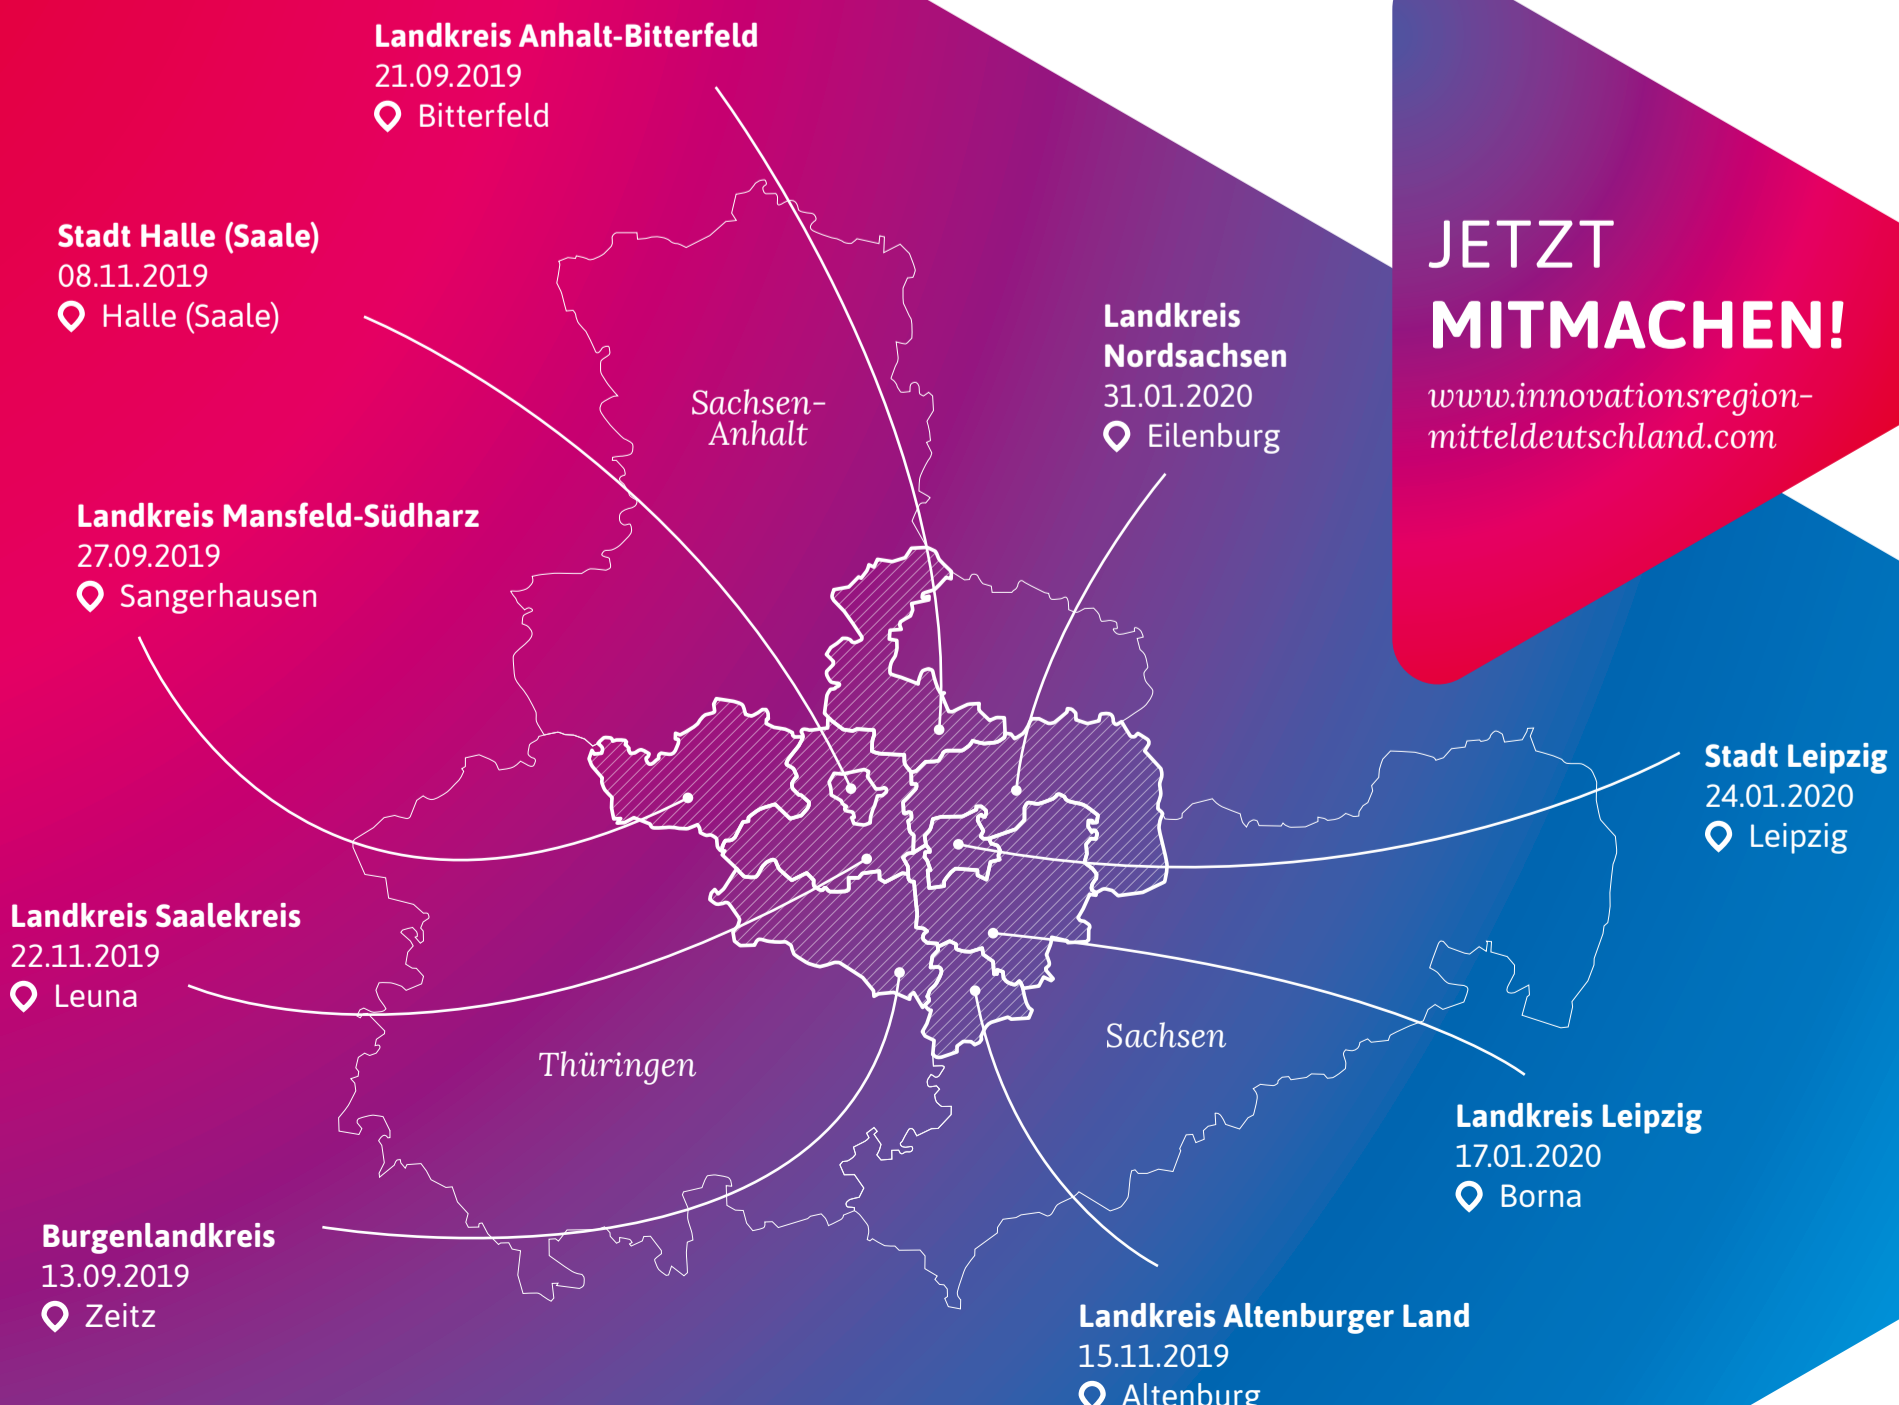 Landkreis Anhalt-Bitterfeld
21.09.2019
Bitterfeld
Stadt Halle (Saale)
08.11.2019
Halle (Saale)
JETZT
MITMACHEN!
www.innovationsregion-
mitteldeutschland.com
Landkreis
Nordsachsen
31.01.2020
Eilenburg
Sachsen-
Anhalt
Landkreis Mansfeld-Südharz
27.09.2019
Sangerhausen
Stadt Leipzig
24.01.2020
Leipzig
Landkreis Saalekreis
22.11.2019
Leuna
Thüringen
Sachsen
Landkreis Leipzig
17.01.2020
Borna
Burgenlandkreis
13.09.2019
Zeitz
Landkreis Altenburger Land
15.11.2019
Altenburg